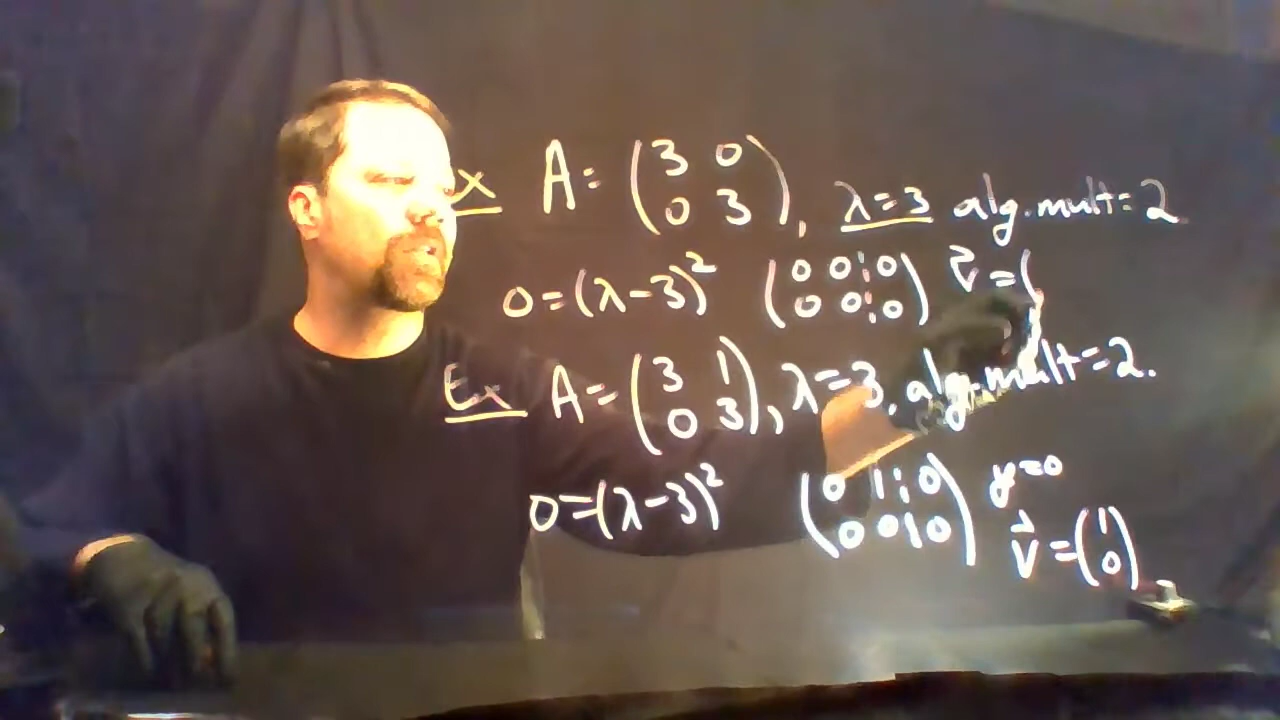 x A = (3 0 0 3), λ=3 alg. mult = 2
0 = (λ-3)² (0 0 ¦ 0 0 0 ¦ 0) v⃗ = (
Ex A = (3 1 0 3), λ=3, alg. mult = 2.
0 = (λ-3)² (0 1 ¦ 0 0 0 ¦ 0) y=0
v⃗ = (1 0)